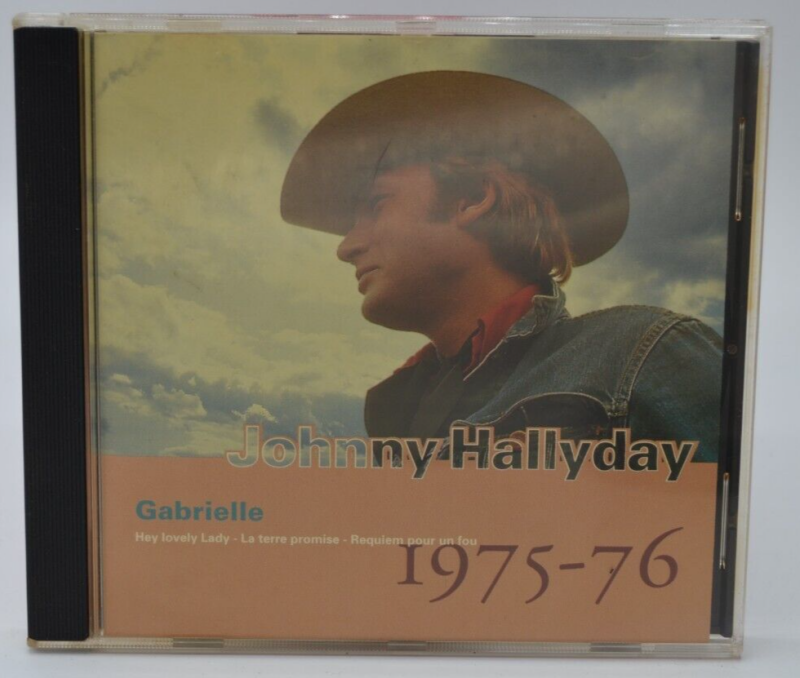 Johnny Hallyday
Gabrielle
Hey lovely Lady - La terre promise - Requiem pour un fou
1975-76